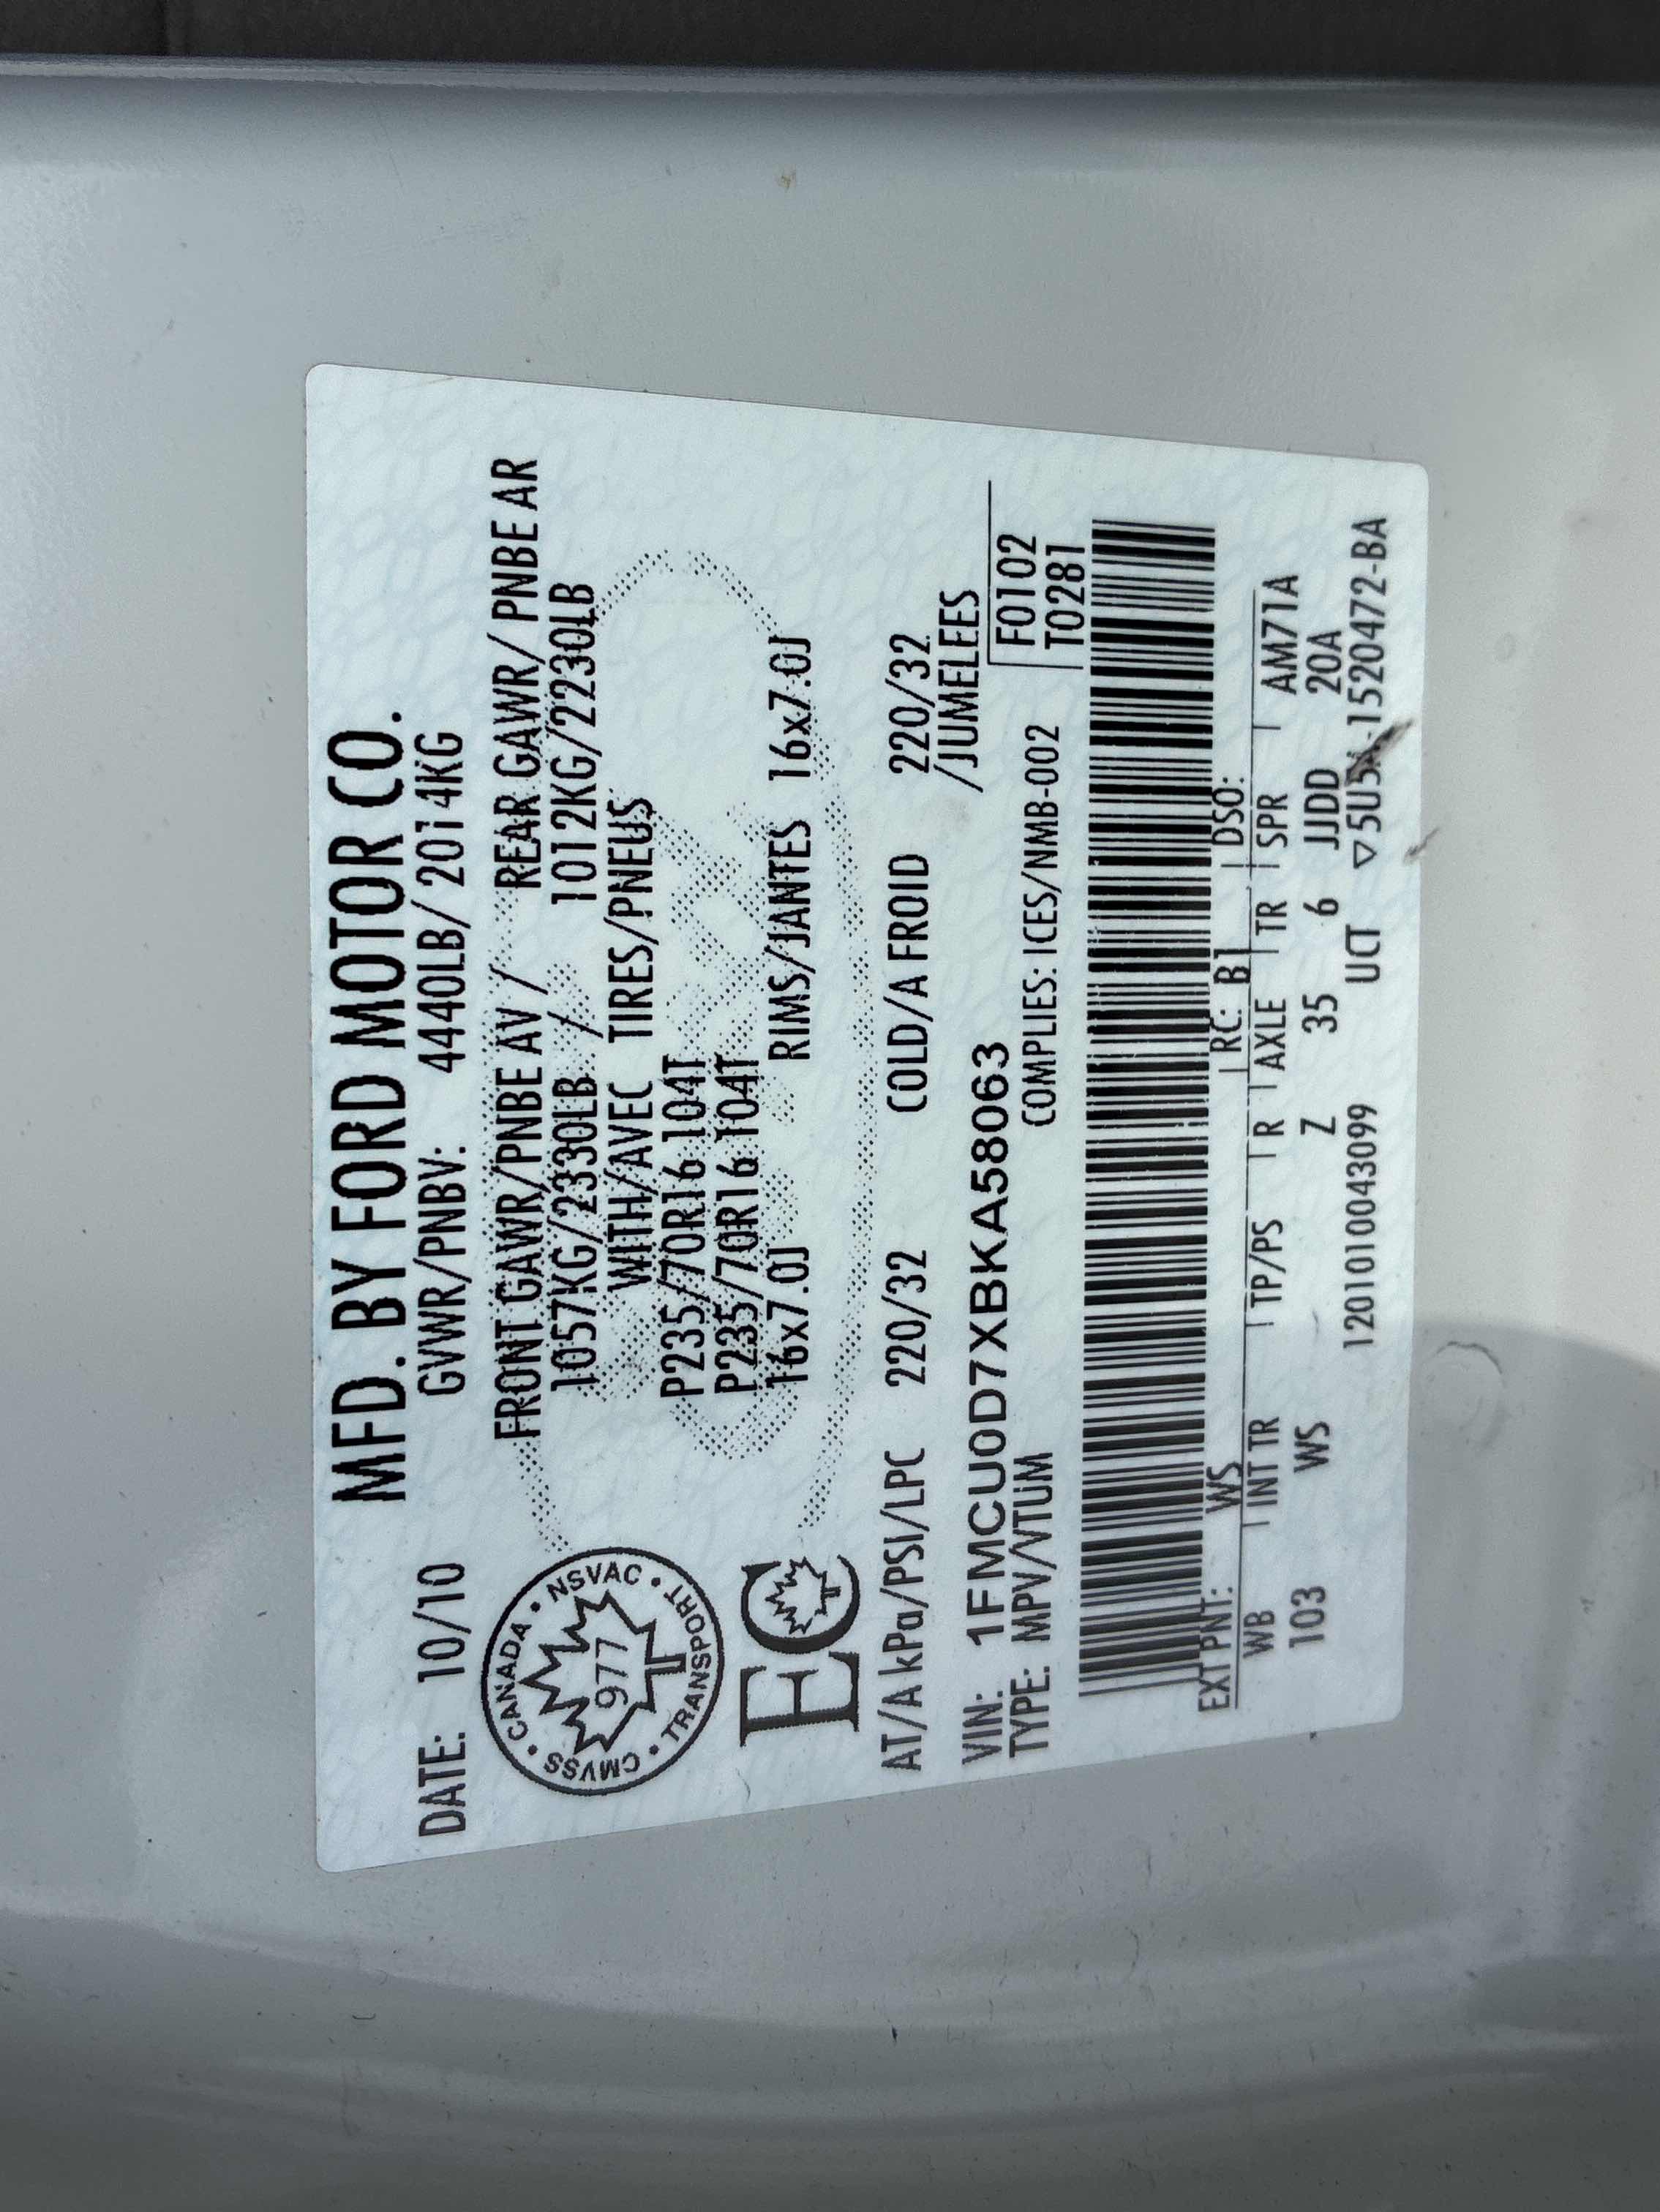 MFD. BY FORD MOTOR CO.
DATE: 10/10 GVWR/PNBV: 4440LB/ 2014KG
FRONT GAWR/PNBE AV / REAR GAWR/ PNBE AR
1057KG/2330LB / 1012KG/2230LB
WITH/AVEC TIRES/PNEUS
P235/70R16 104T
P235/70R16 104T
16x7.0J RIMS/JANTES 16x7.0J
CANADA • NSVAC • TRANSPORT • CMVSS •
977
EC
AT/A kPa/PSI/LPC 220/32 COLD/A FROID 220/32
/JUMELEES
VIN: 1FMCU0D7XBKA58063
F0102
TYPE: MPV/VTUM COMPLIES: ICES/NMB-002 T0281
EXT PNT: WS RC: B1 DSO:
WB INT TR TP/PS R AXLE TR SPR AM71A
103 WS Z 35 6 JJDD 20A
1201010043099 UCT ▽5U5A-1520472-BA